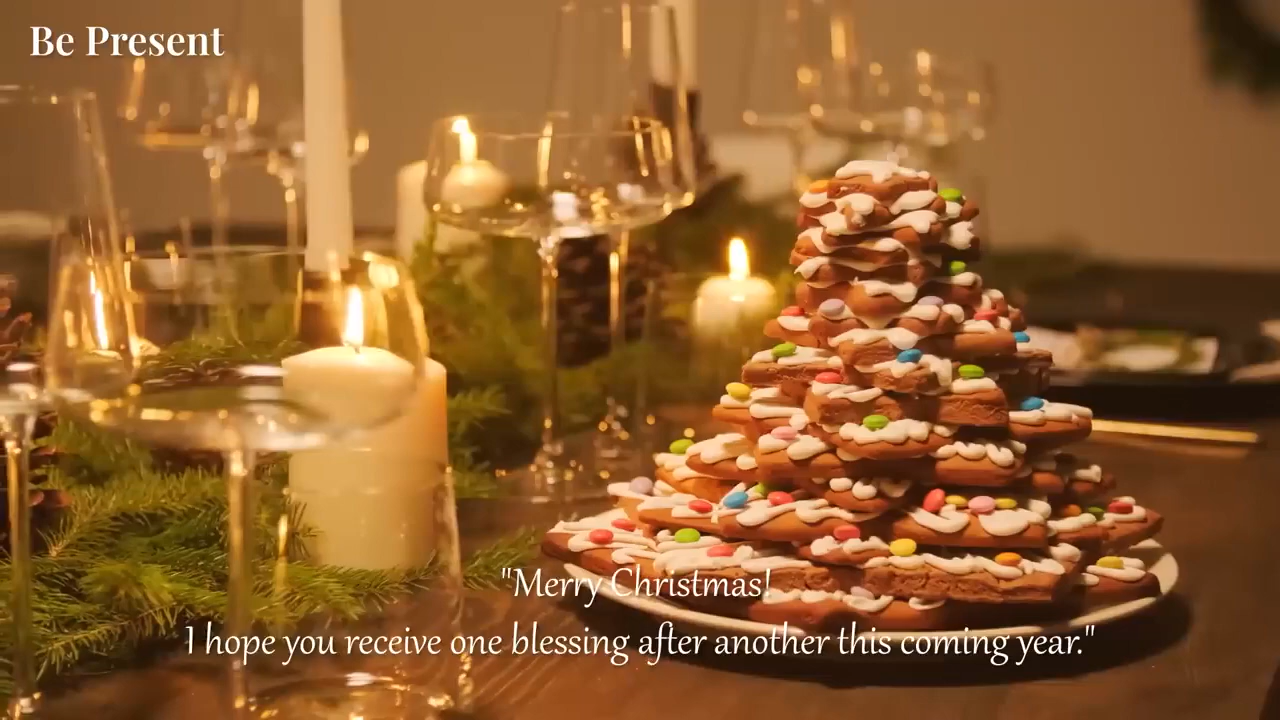 Be Present
"Merry Christmas!
I hope you receive one blessing after another this coming year."